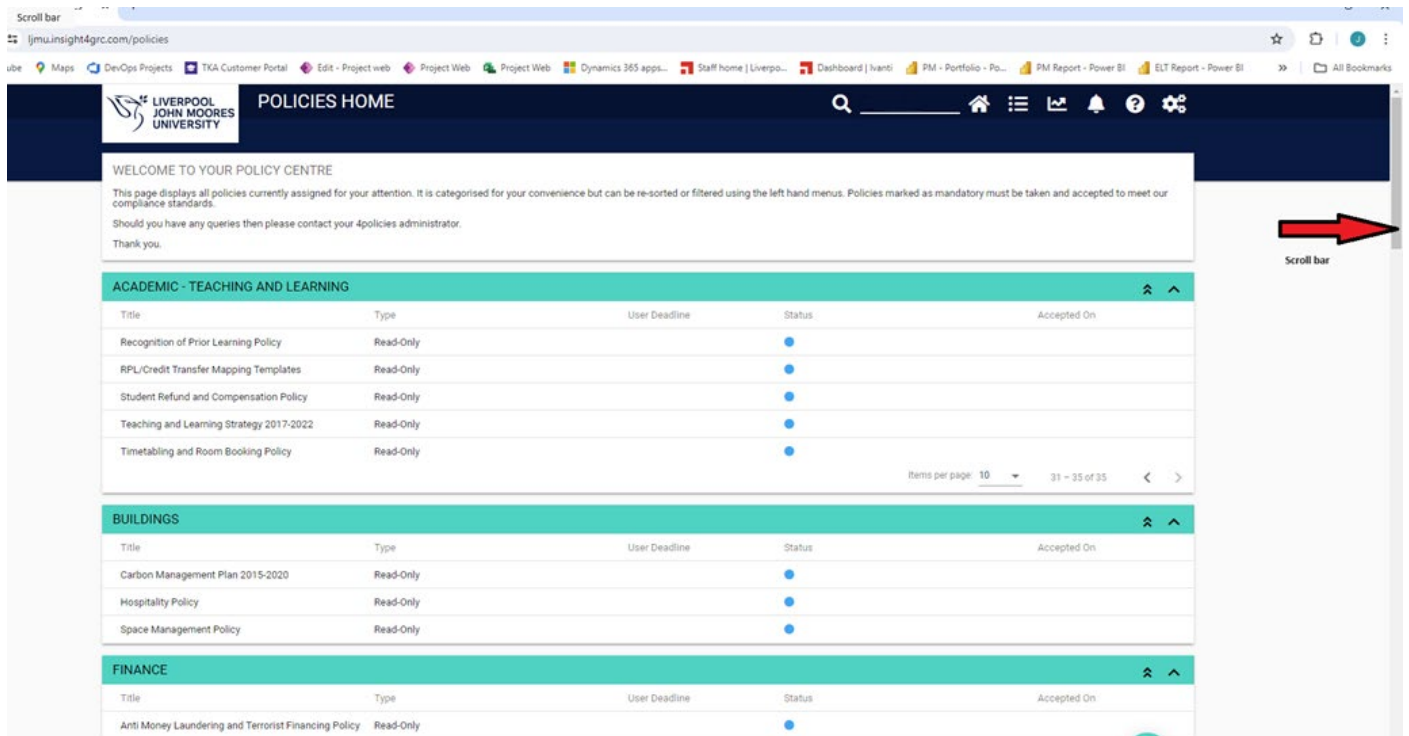 Scroll bar
ljmu.insight4grc.com/policies
ube Maps DevOps Projects TKA Customer Portal Edit - Project web Project Web Project Web Dynamics 365 apps... Staff home | Liverpo... Dashboard | Ivanti PM - Portfolio - Po... PM Report - Power BI ELT Report - Power BI » All Bookmarks
LIVERPOOL
JOHN MOORES
UNIVERSITY
POLICIES HOME
WELCOME TO YOUR POLICY CENTRE
This page displays all policies currently assigned for your attention. It is categorised for your convenience but can be re-sorted or filtered using the left hand menus. Policies marked as mandatory must be taken and accepted to meet our
compliance standards.
Should you have any queries then please contact your 4policies administrator.
Thank you.
Scroll bar
ACADEMIC - TEACHING AND LEARNING
Title Type User Deadline Status Accepted On
Recognition of Prior Learning Policy Read-Only
RPL/Credit Transfer Mapping Templates Read-Only
Student Refund and Compensation Policy Read-Only
Teaching and Learning Strategy 2017-2022 Read-Only
Timetabling and Room Booking Policy Read-Only
Items per page: 10 31 – 35 of 35
BUILDINGS
Title Type User Deadline Status Accepted On
Carbon Management Plan 2015-2020 Read-Only
Hospitality Policy Read-Only
Space Management Policy Read-Only
FINANCE
Title Type User Deadline Status Accepted On
Anti Money Laundering and Terrorist Financing Policy Read-Only